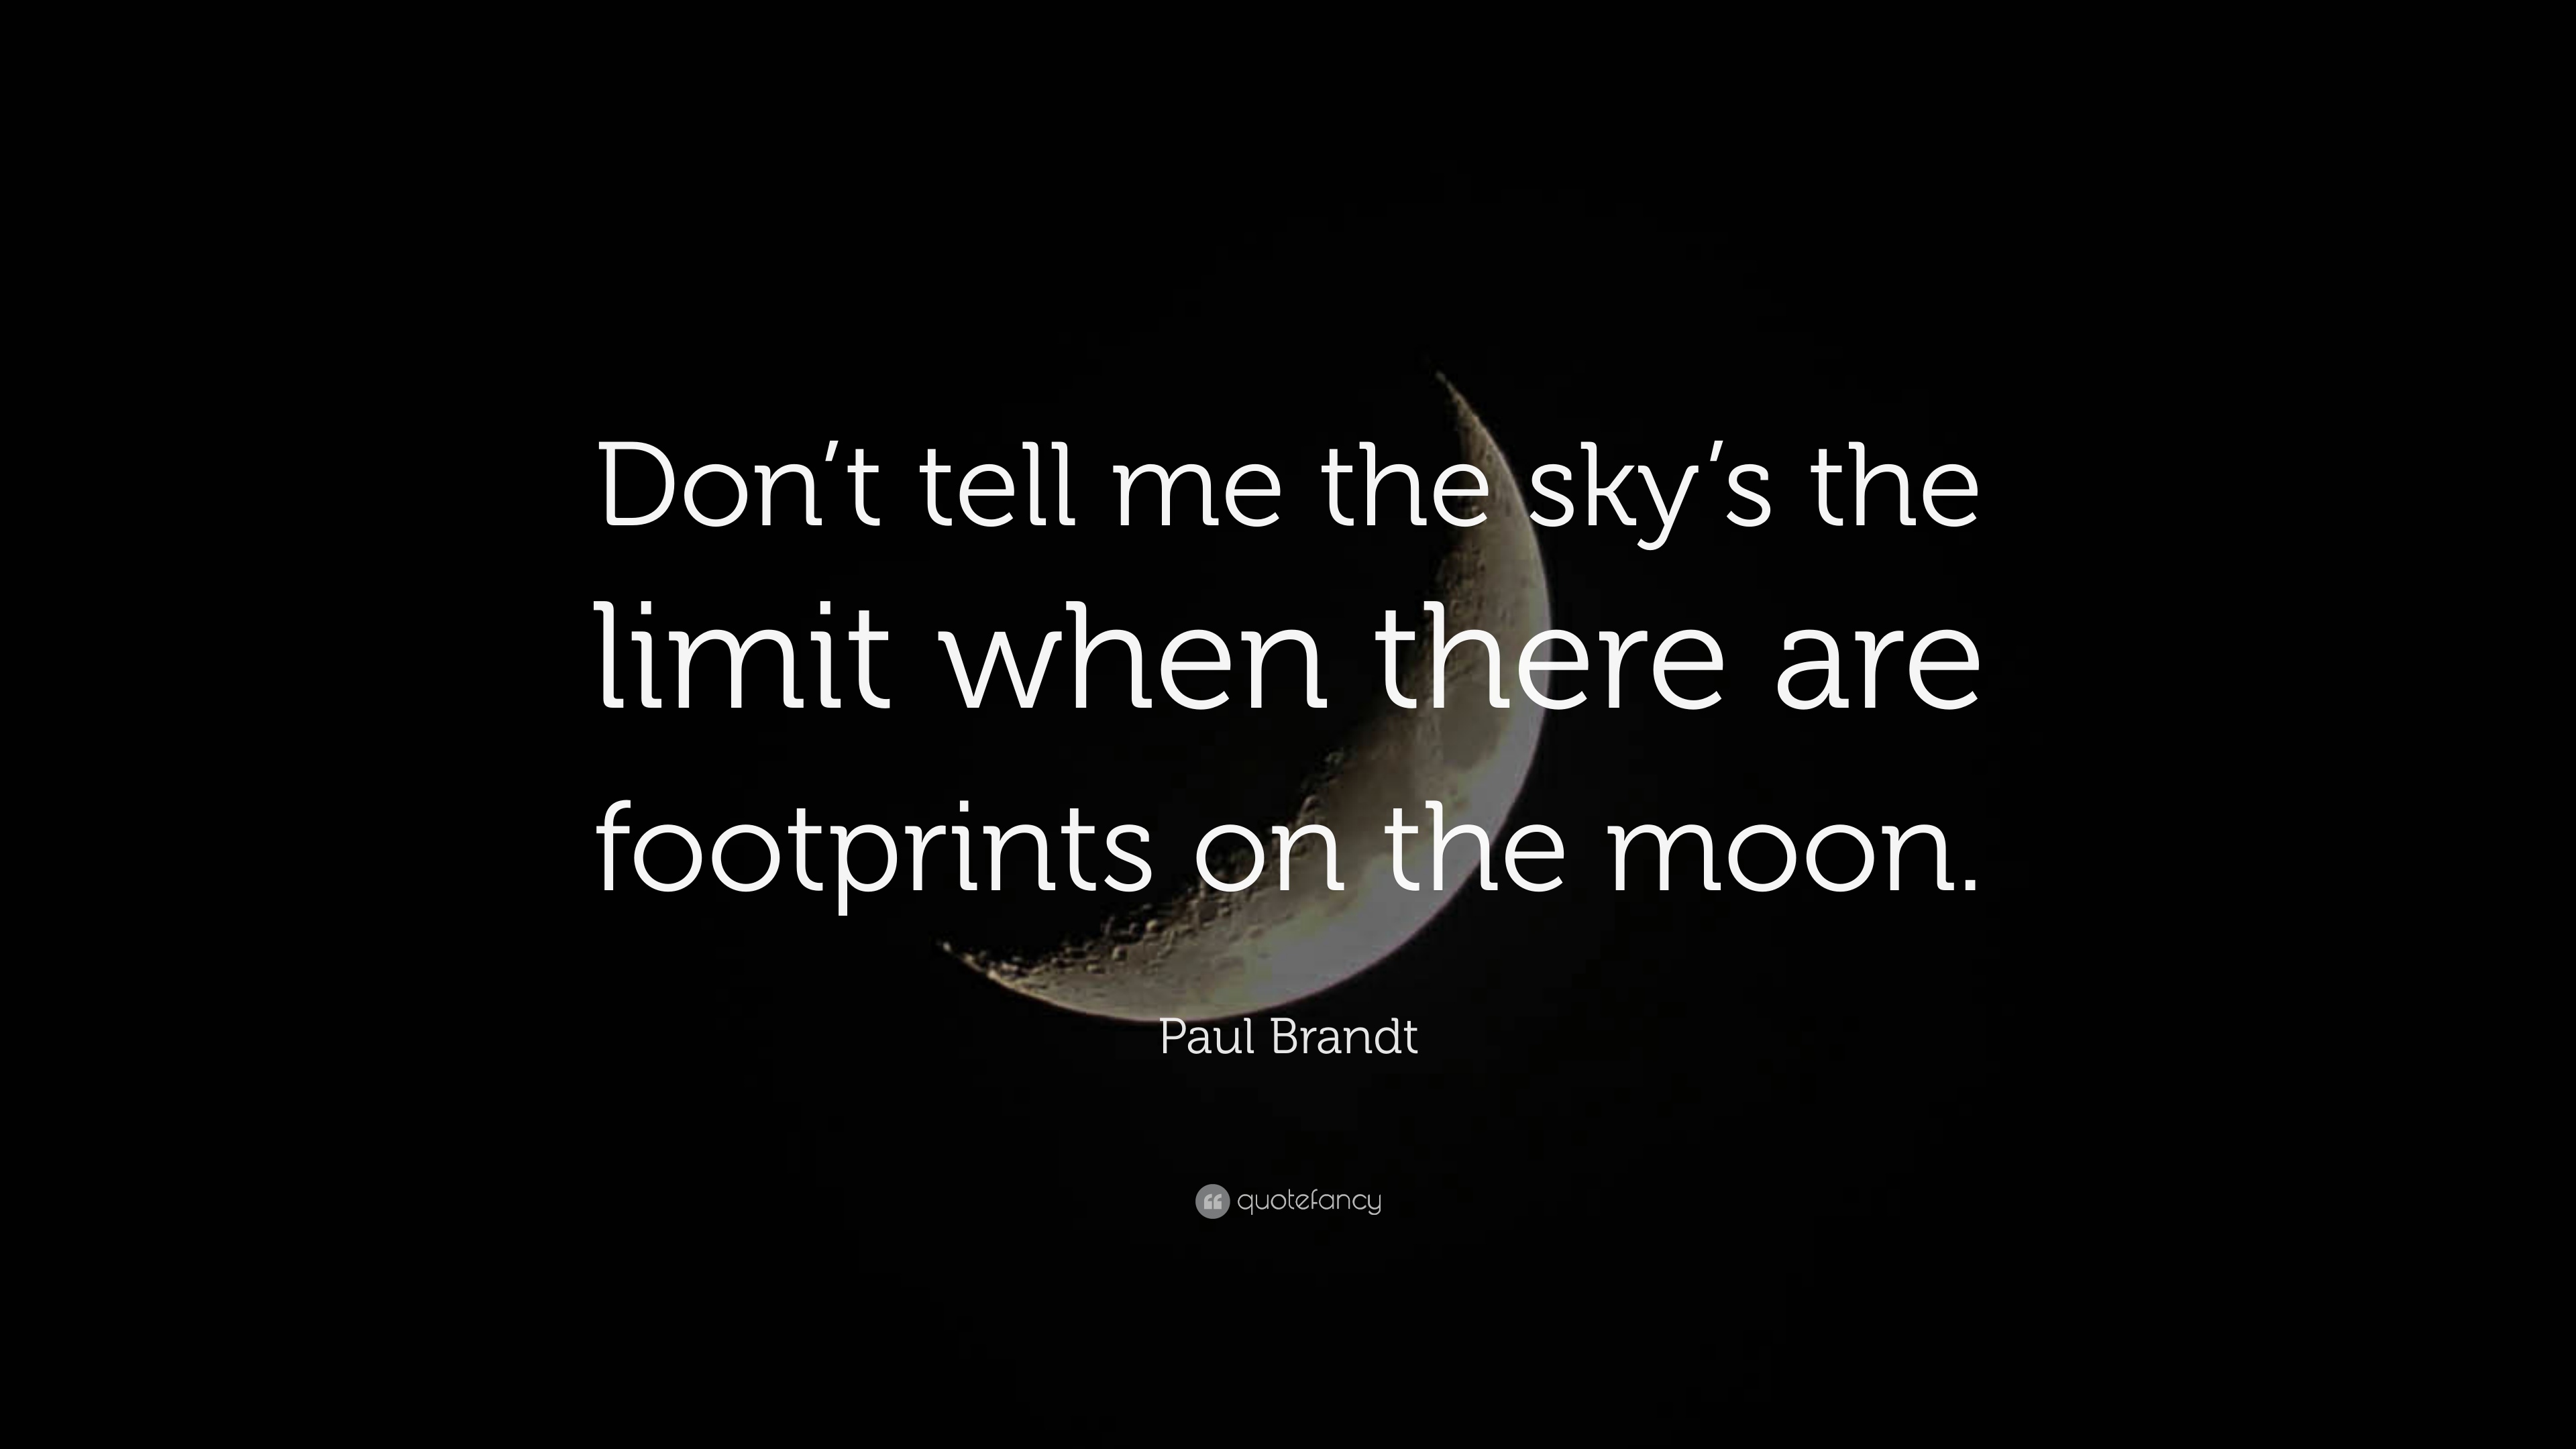 Don’t tell me the sky’s the
limit when there are
footprints on the moon.
Paul Brandt
quotefancy